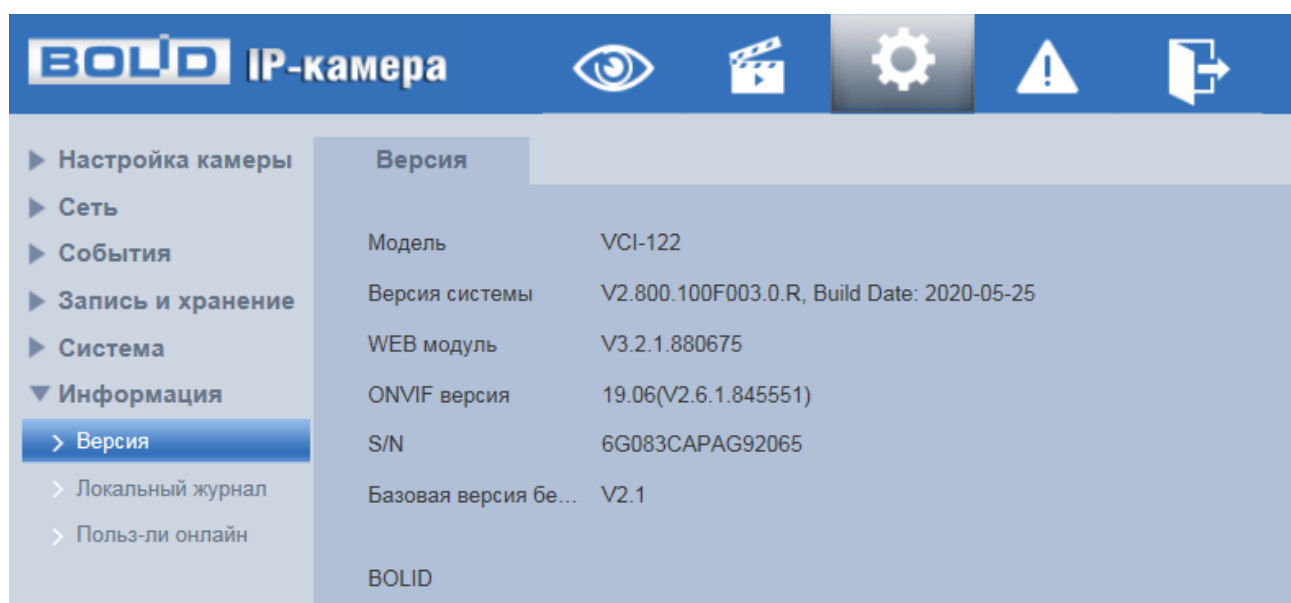 BOLID IP-камера
Настройка камеры
Сеть
События
Запись и хранение
Система
Информация
Версия
Локальный журнал
Польз-ли онлайн
Версия
Модель VCI-122
Версия системы V2.800.100F003.0.R, Build Date: 2020-05-25
WEB модуль V3.2.1.880675
ONVIF версия 19.06(V2.6.1.845551)
S/N 6G083CAPAG92065
Базовая версия бе... V2.1
BOLID